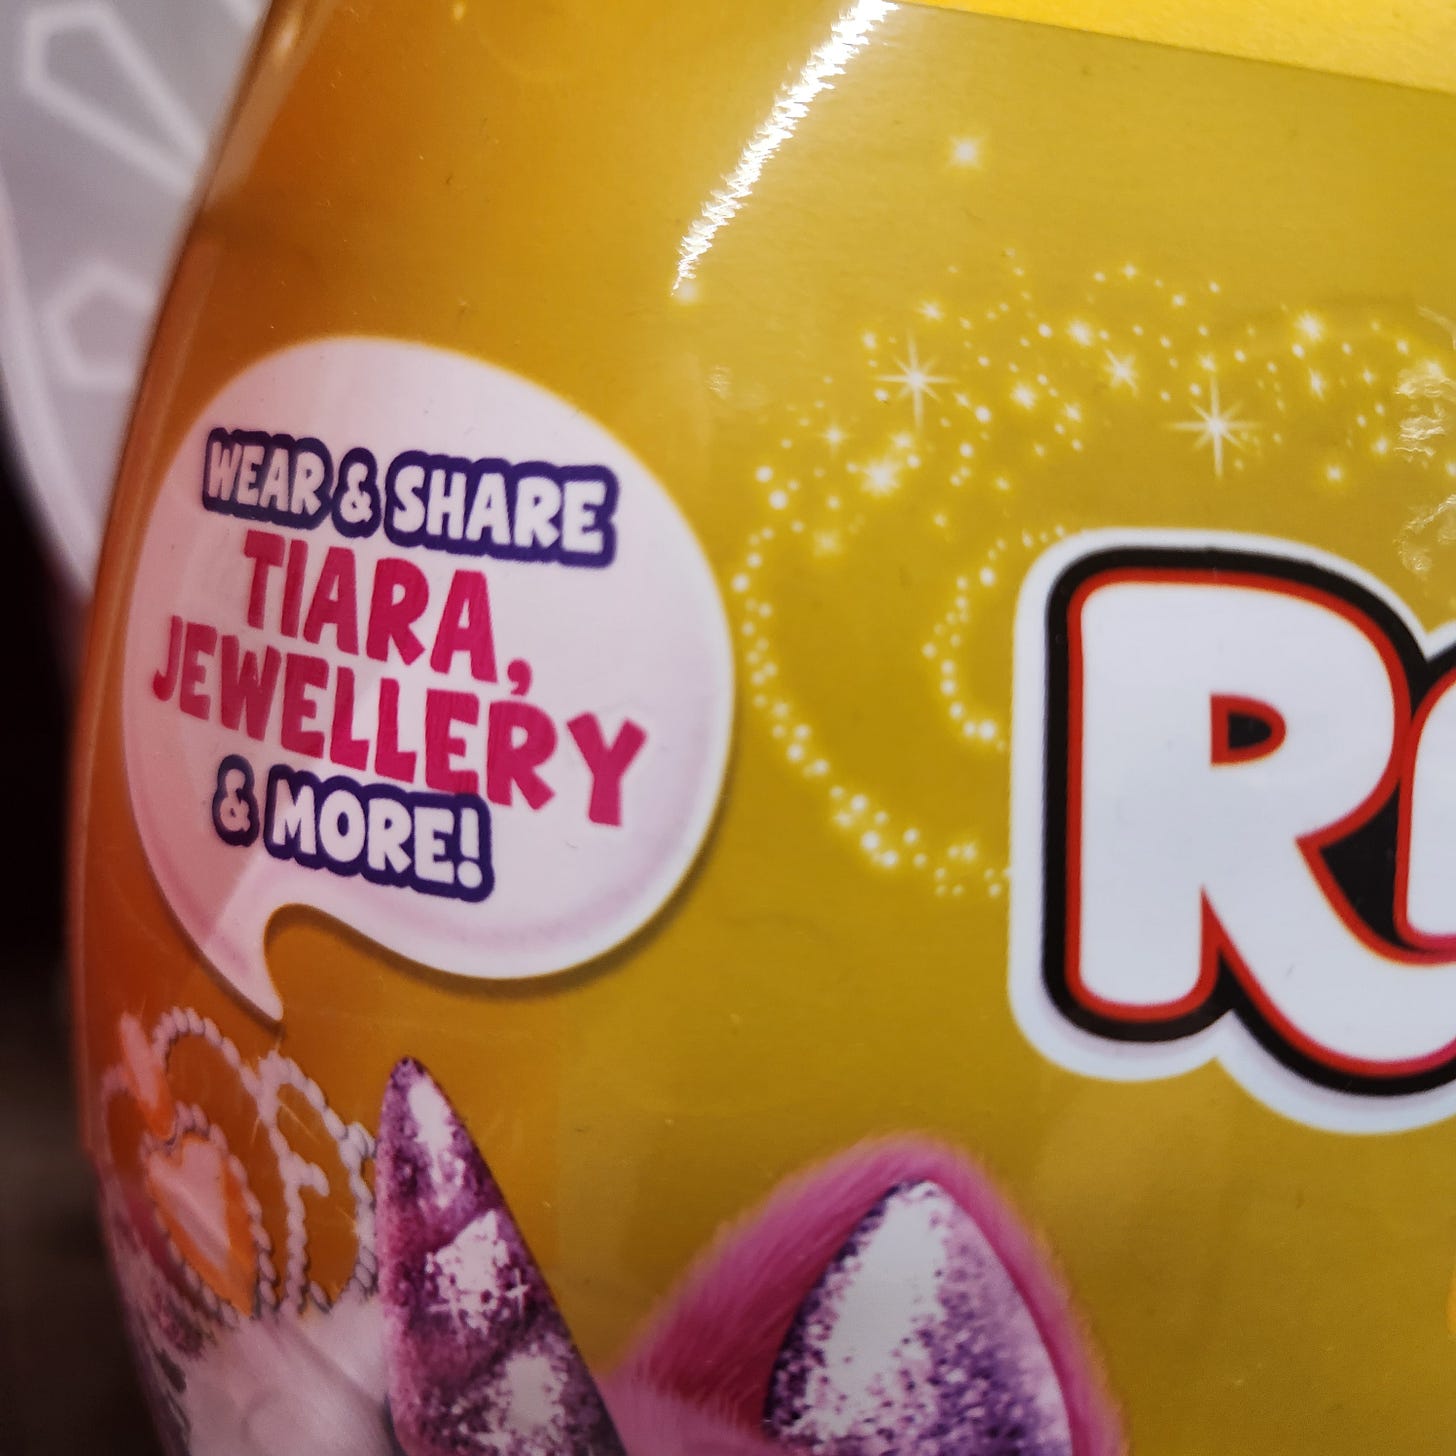 WEAR & SHARE
TIARA,
JEWELLERY
& MORE!
R